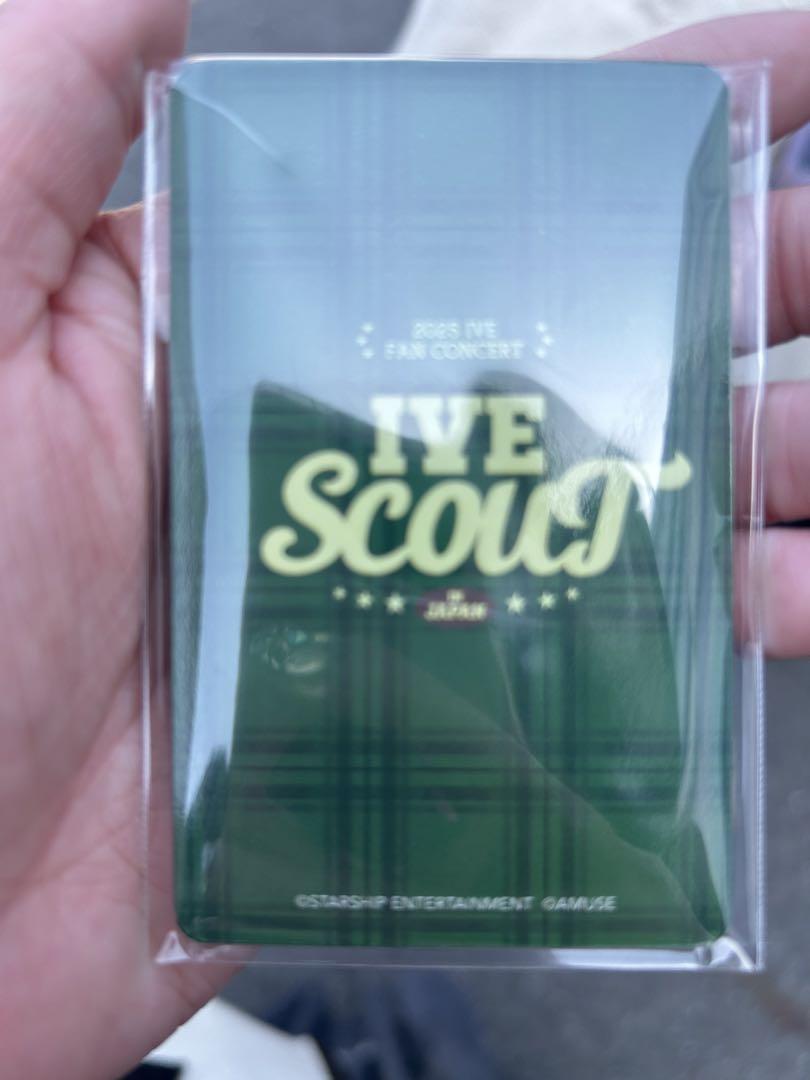 2025 IVE
FAN CONCERT
IVE
SCOUT
IN
JAPAN
©STARSHIP ENTERTAINMENT ©AMUSE